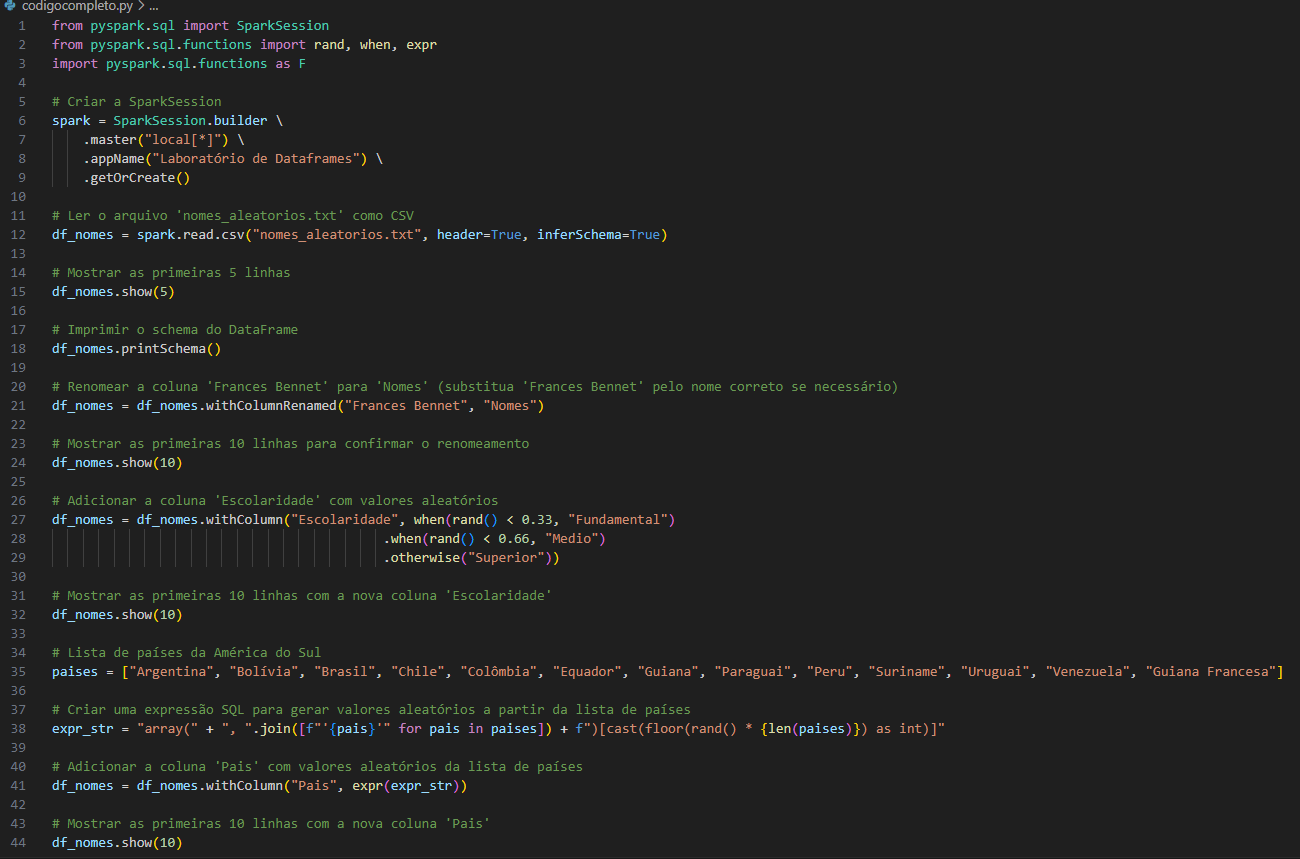 codigocompleto.py > ...
1 from pyspark.sql import SparkSession
2 from pyspark.sql.functions import rand, when, expr
3 import pyspark.sql.functions as F
4
5 # Criar a SparkSession
6 spark = SparkSession.builder \
7     .master("local[*]") \
8     .appName("Laboratório de Dataframes") \
9     .getOrCreate()
10
11 # Ler o arquivo 'nomes_aleatorios.txt' como CSV
12 df_nomes = spark.read.csv("nomes_aleatorios.txt", header=True, inferSchema=True)
13
14 # Mostrar as primeiras 5 linhas
15 df_nomes.show(5)
16
17 # Imprimir o schema do DataFrame
18 df_nomes.printSchema()
19
20 # Renomear a coluna 'Frances Bennet' para 'Nomes' (substitua 'Frances Bennet' pelo nome correto se necessário)
21 df_nomes = df_nomes.withColumnRenamed("Frances Bennet", "Nomes")
22
23 # Mostrar as primeiras 10 linhas para confirmar o renomeamento
24 df_nomes.show(10)
25
26 # Adicionar a coluna 'Escolaridade' com valores aleatórios
27 df_nomes = df_nomes.withColumn("Escolaridade", when(rand() < 0.33, "Fundamental")
28                                            .when(rand() < 0.66, "Medio")
29                                            .otherwise("Superior"))
30
31 # Mostrar as primeiras 10 linhas com a nova coluna 'Escolaridade'
32 df_nomes.show(10)
33
34 # Lista de países da América do Sul
35 paises = ["Argentina", "Bolívia", "Brasil", "Chile", "Colômbia", "Equador", "Guiana", "Paraguai", "Peru", "Suriname", "Uruguai", "Venezuela", "Guiana Francesa"]
36
37 # Criar uma expressão SQL para gerar valores aleatórios a partir da lista de países
38 expr_str = "array(" + ", ".join([f"'{pais}'" for pais in paises]) + f")[cast(floor(rand() * {len(paises)}) as int)]"
39
40 # Adicionar a coluna 'Pais' com valores aleatórios da lista de países
41 df_nomes = df_nomes.withColumn("Pais", expr(expr_str))
42
43 # Mostrar as primeiras 10 linhas com a nova coluna 'Pais'
44 df_nomes.show(10)